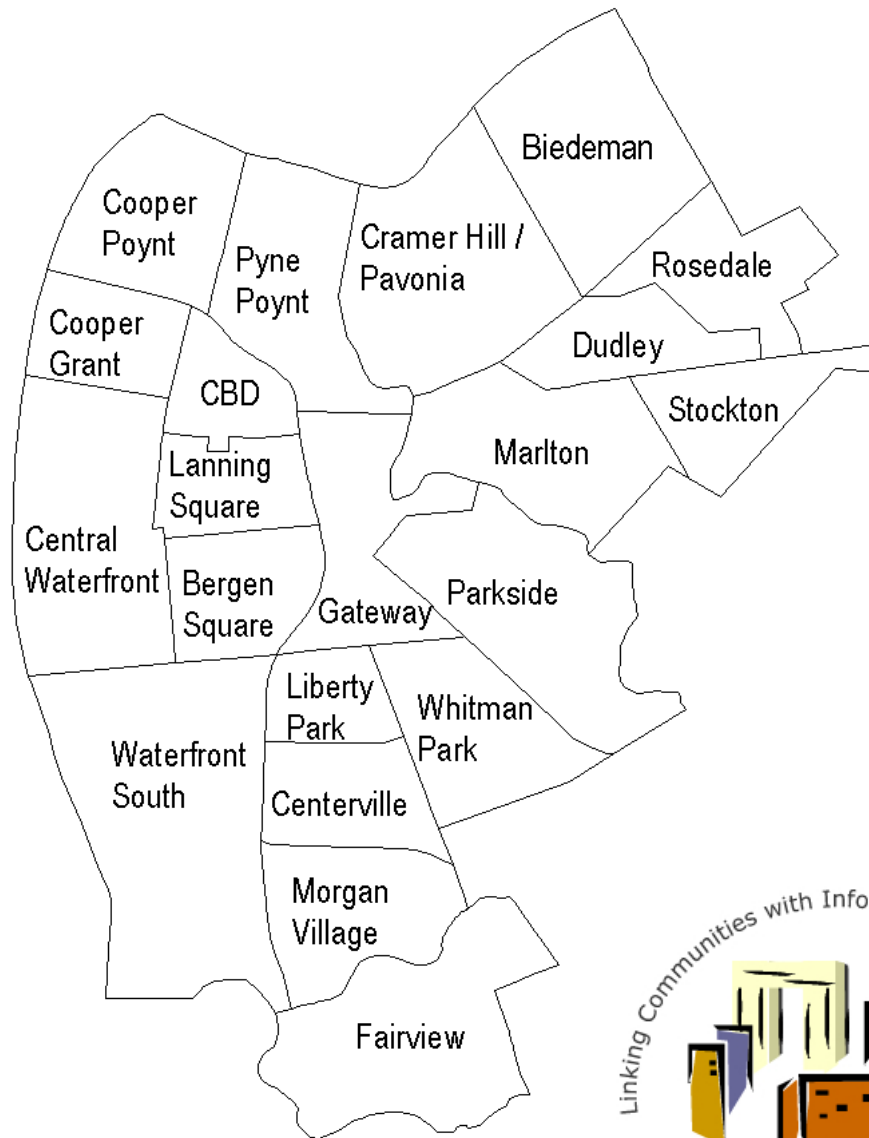 Biedeman
Cooper
Poynt
Cramer Hill /
Pavonia
Pyne
Poynt
Rosedale
Cooper
Grant
Dudley
CBD
Stockton
Marlton
Lanning
Square
Central
Waterfront
Bergen
Square
Gateway
Parkside
Liberty
Park
Whitman
Park
Waterfront
South
Centerville
Morgan
Village
Fairview
Linking Communities with Info